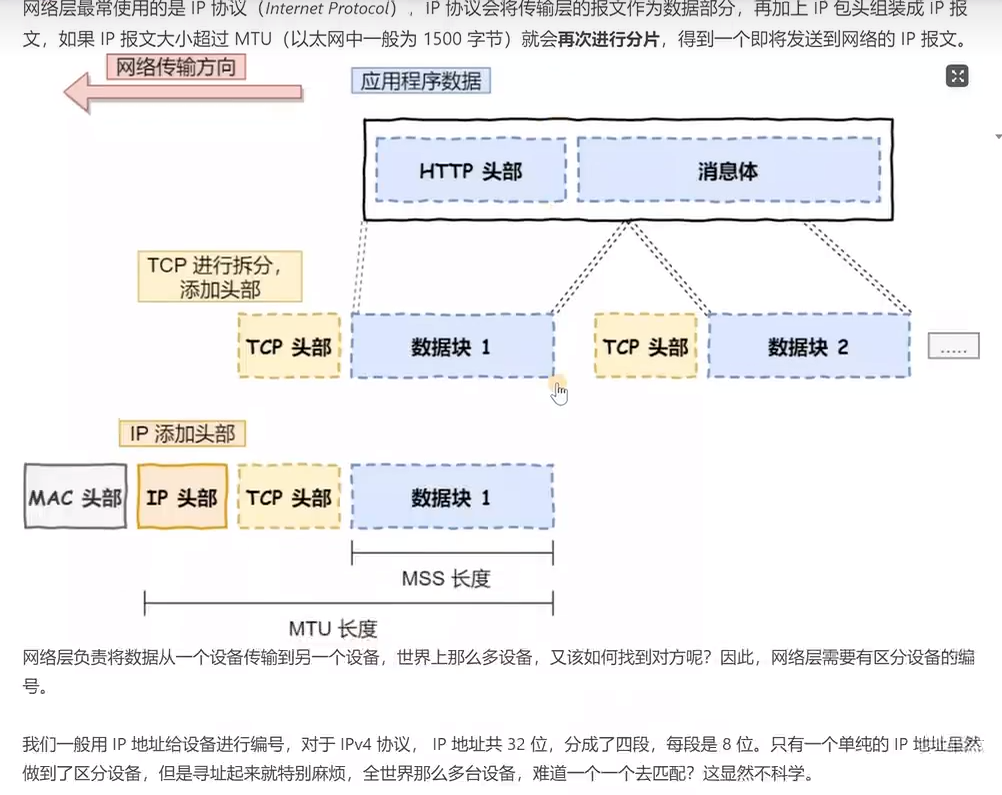 网络层最常使用的是 IP 协议（Internet Protocol），IP 协议会将传输层的报文作为数据部分，再加上 IP 包头组装成 IP 报
文，如果 IP 报文大小超过 MTU（以太网中一般为 1500 字节）就会再次进行分片，得到一个即将发送到网络的 IP 报文。
网络传输方向
应用程序数据
HTTP 头部
消息体
TCP 进行拆分，
添加头部
TCP 头部
数据块 1
TCP 头部
数据块 2
.....
IP 添加头部
MAC 头部
IP 头部
TCP 头部
数据块 1
MSS 长度
MTU 长度
网络层负责将数据从一个设备传输到另一个设备，世界上那么多设备，又该如何找到对方呢？因此，网络层需要有区分设备的编
号。
我们一般用 IP 地址给设备进行编号，对于 IPv4 协议， IP 地址共 32 位，分成了四段，每段是 8 位。只有一个单纯的 IP 地址虽然
做到了区分设备，但是寻址起来就特别麻烦，全世界那么多台设备，难道一个一个去匹配？这显然不科学。